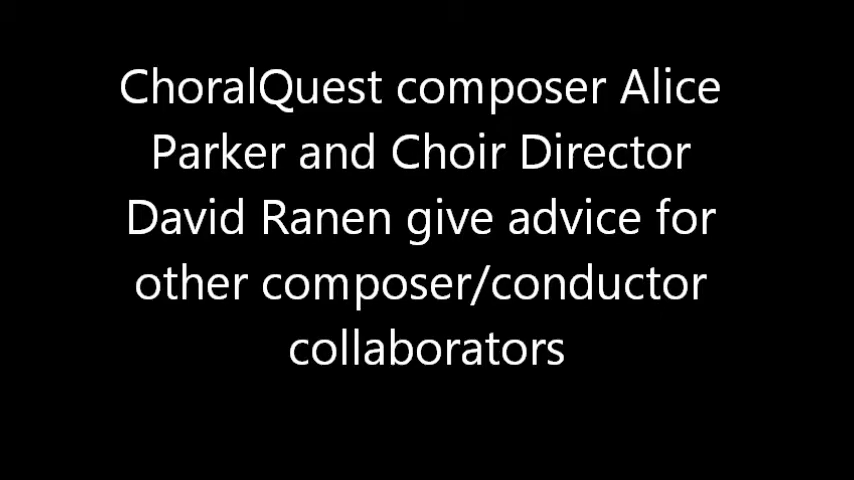 ChoralQuest composer Alice
Parker and Choir Director
David Ranen give advice for
other composer/conductor
collaborators